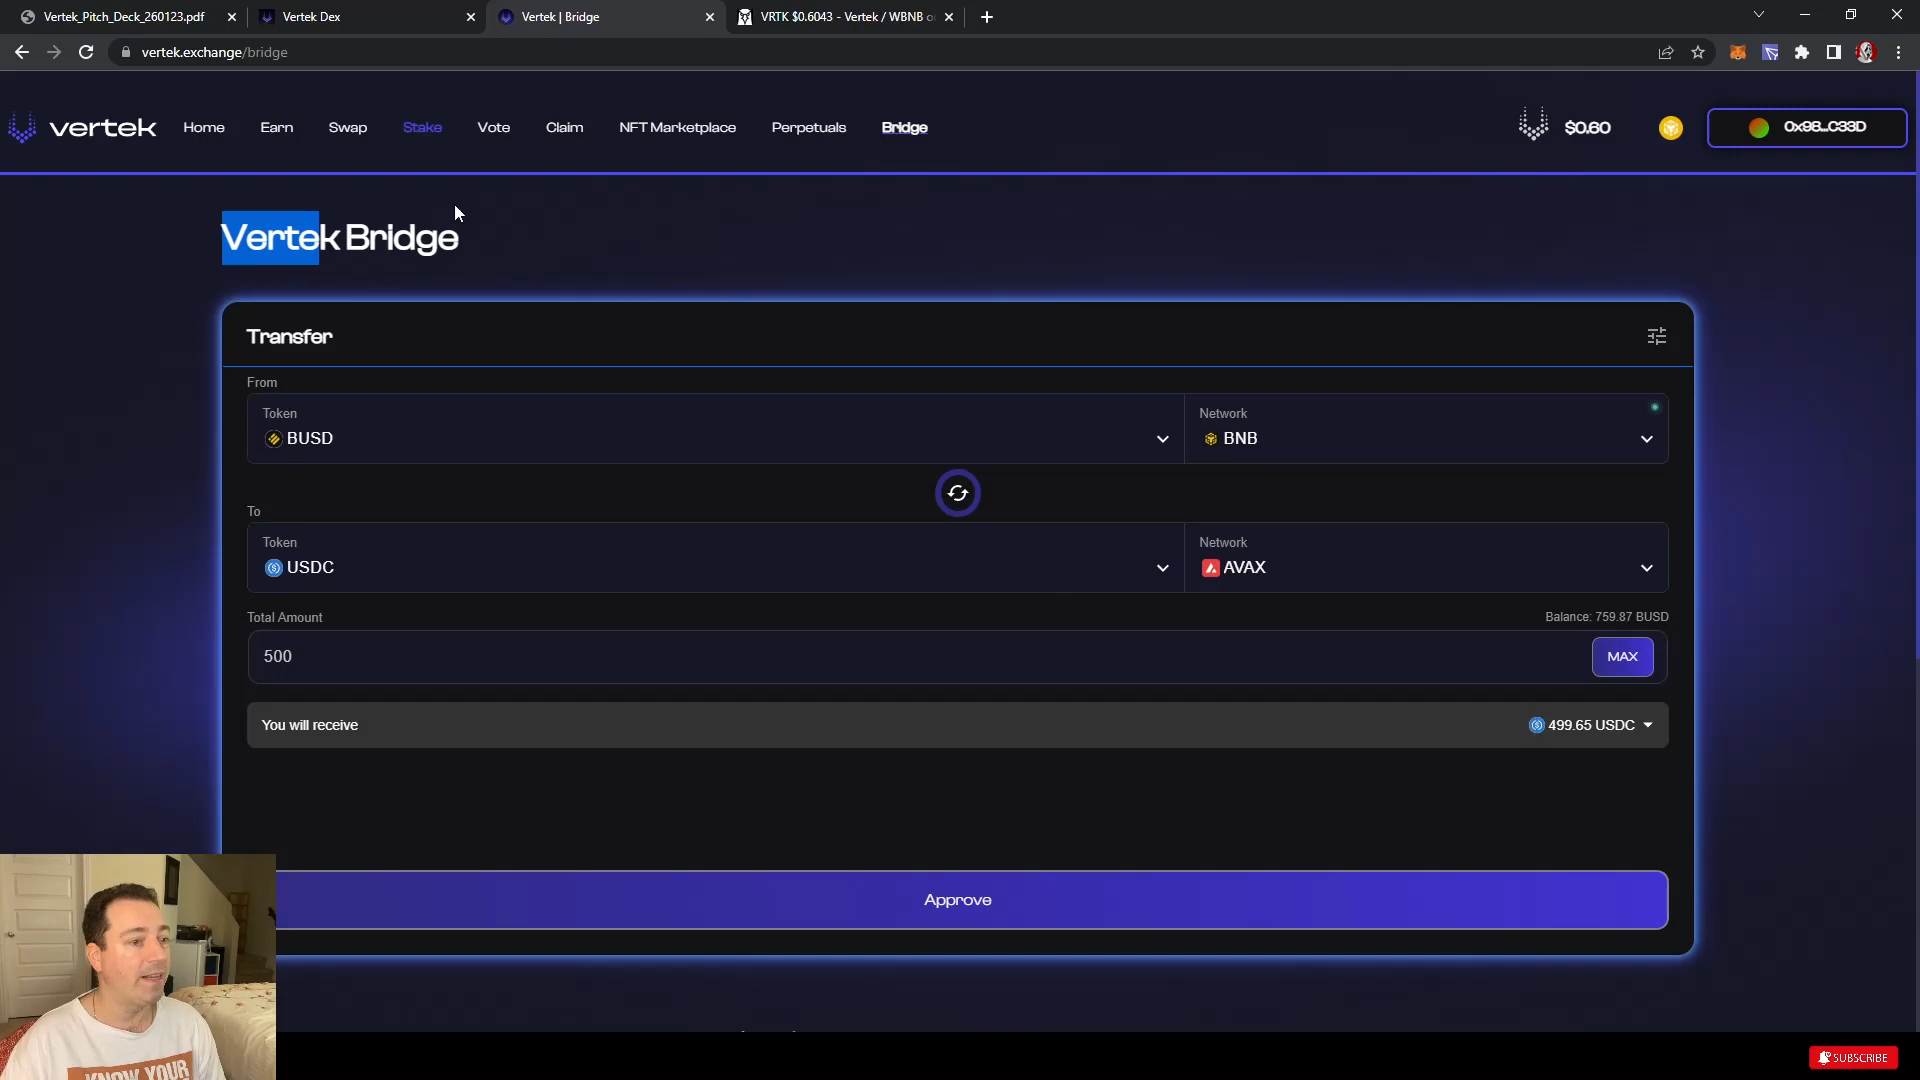 Vertek_Pitch_Deck_260123.pdf
Vertek Dex
Vertek | Bridge
VRTK $0.6043 - Vertek / WBNB
vertek.exchange/bridge
vertek
Home
Earn
Swap
Stake
Vote
Claim
NFT Marketplace
Perpetuals
Bridge
$0.60
0x98...C33D
Vertek Bridge
Transfer
From
Token
BUSD
Network
BNB
To
Token
USDC
Network
AVAX
Total Amount
Balance: 759.87 BUSD
500
MAX
You will receive
499.65 USDC
Approve
KNOW YOUR
SUBSCRIBE